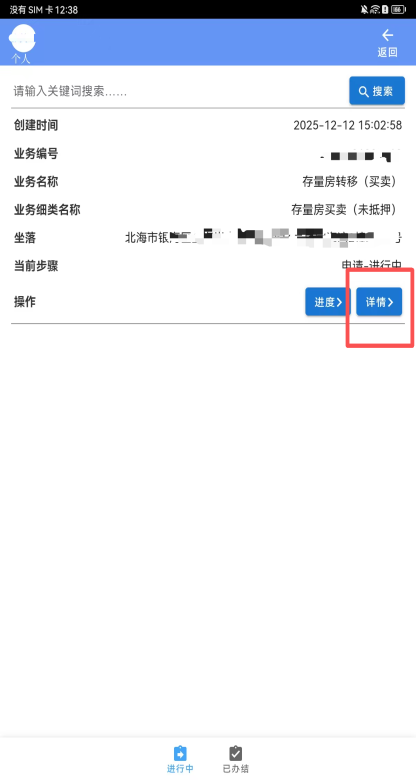 没有 SIM 卡 12:38
个人
返回
请输入关键词搜索……
搜索
创建时间 2025-12-12 15:02:58
业务编号
业务名称 存量房转移（买卖）
业务细类名称 存量房买卖（未抵押）
坐落 北海市银海区 号
当前步骤 申请-进行中
操作 进度 详情
进行中 已办结